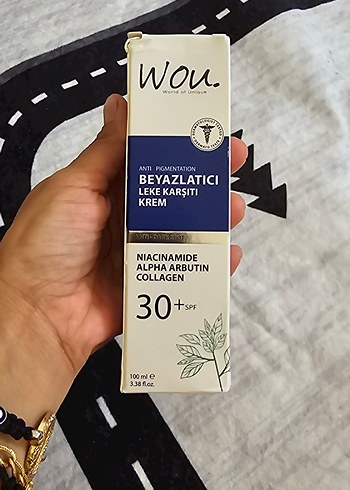 Wou.
World of Unique
ANTI PIGMENTATION
BEYAZLATICI
LEKE KARŞITI
KREM
NIACINAMIDE
ALPHA ARBUTIN
COLLAGEN
30+ SPF
100 ml ℮
3.38 fl.oz.